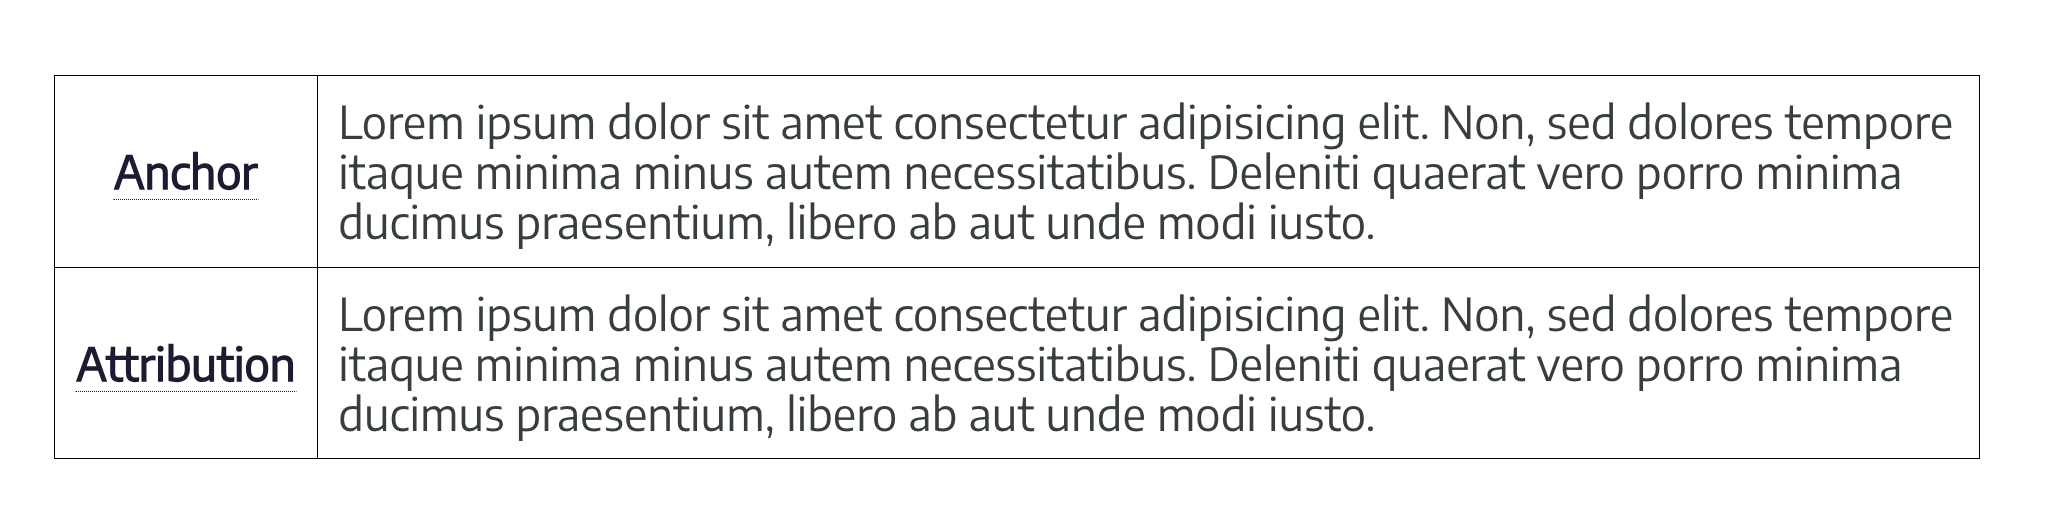 Anchor
Lorem ipsum dolor sit amet consectetur adipisicing elit. Non, sed dolores tempore
itaque minima minus autem necessitatibus. Deleniti quaerat vero porro minima
ducimus praesentium, libero ab aut unde modi iusto.
Attribution
Lorem ipsum dolor sit amet consectetur adipisicing elit. Non, sed dolores tempore
itaque minima minus autem necessitatibus. Deleniti quaerat vero porro minima
ducimus praesentium, libero ab aut unde modi iusto.